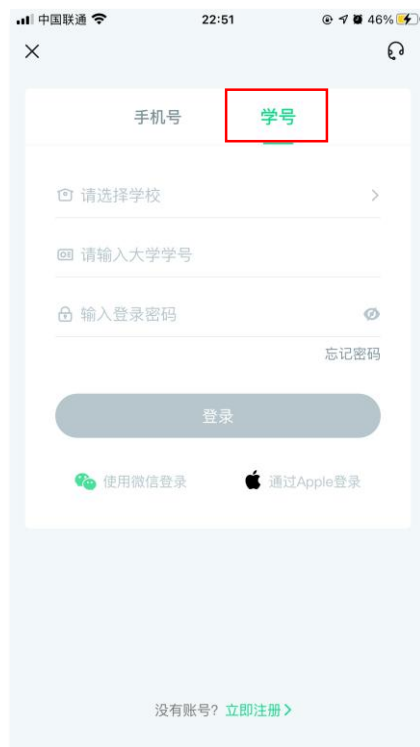 中国联通 22:51 46%
手机号 学号
请选择学校
请输入大学学号
输入登录密码
忘记密码
登录
使用微信登录 通过Apple登录
没有账号? 立即注册